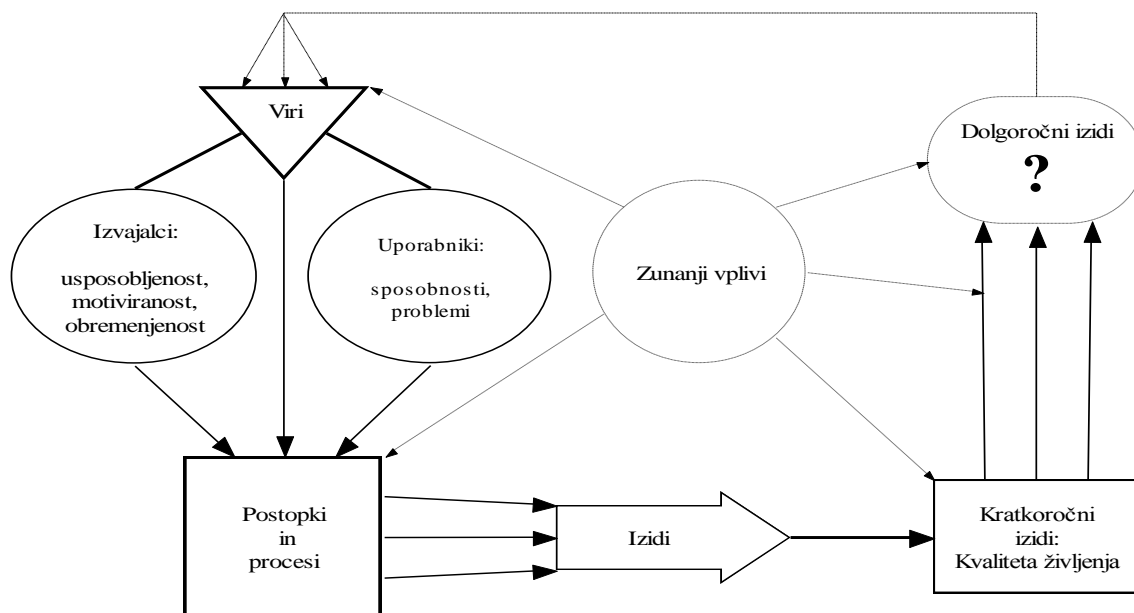 Viri
Dolgoročni izidi
?
Izvajalci:
usposobljenost,
motiviranost,
obremenjenost
Uporabniki:
sposobnosti,
problemi
Zunanji vplivi
Postopki
in
procesi
Izidi
Kratkoročni
izidi:
Kvaliteta življenja